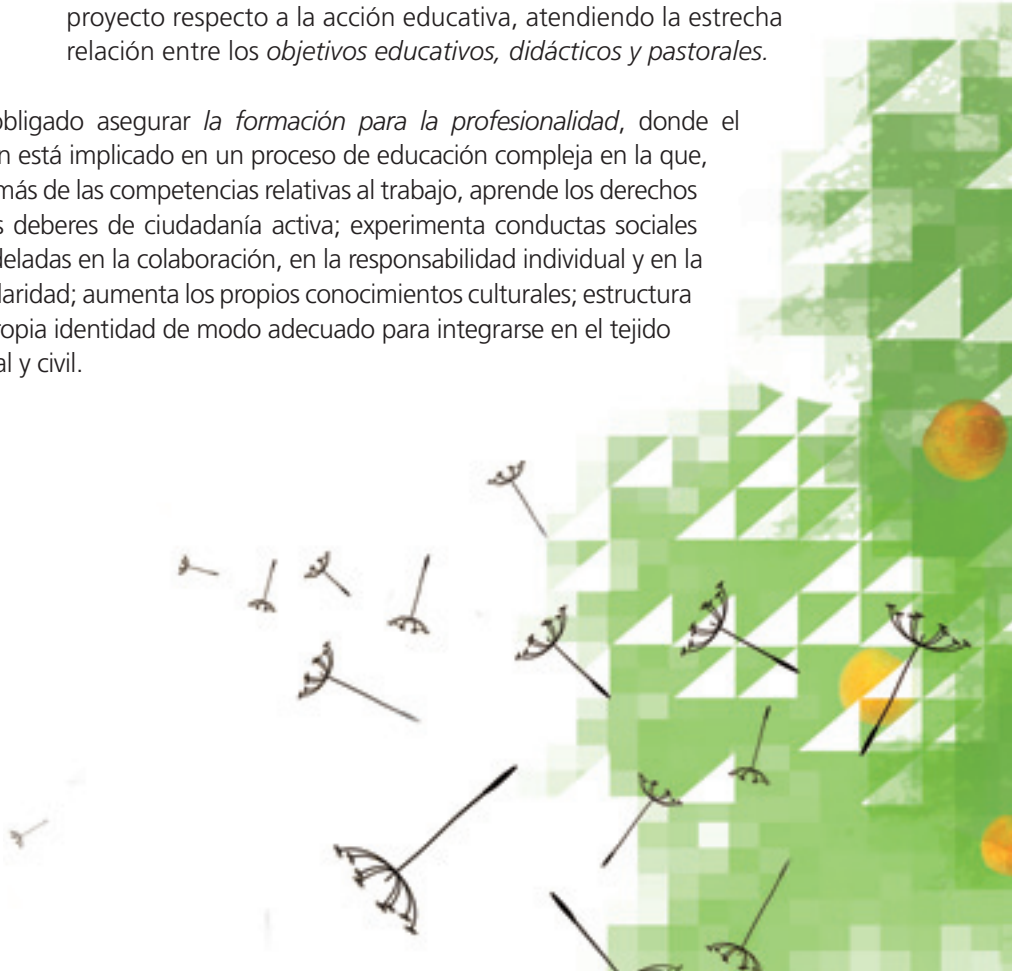 proyecto respecto a la acción educativa, atendiendo la estrecha
relación entre los objetivos educativos, didácticos y pastorales.
obligado asegurar la formación para la profesionalidad, donde el
n está implicado en un proceso de educación compleja en la que,
más de las competencias relativas al trabajo, aprende los derechos
s deberes de ciudadanía activa; experimenta conductas sociales
deladas en la colaboración, en la responsabilidad individual y en la
laridad; aumenta los propios conocimientos culturales; estructura
ropia identidad de modo adecuado para integrarse en el tejido
al y civil.